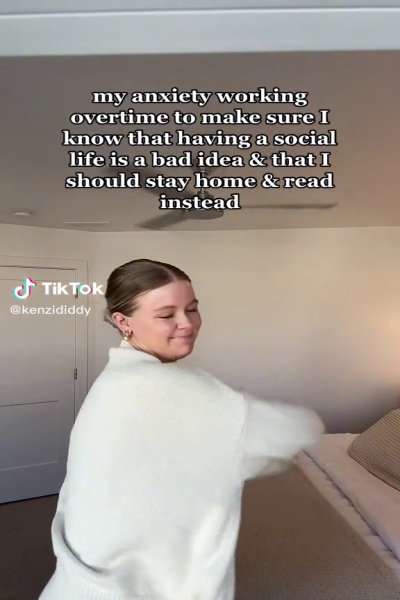 my anxiety working
overtime to make sure I
know that having a social
life is a bad idea & that I
should stay home & read
instead
TikTok
@kenzididdy